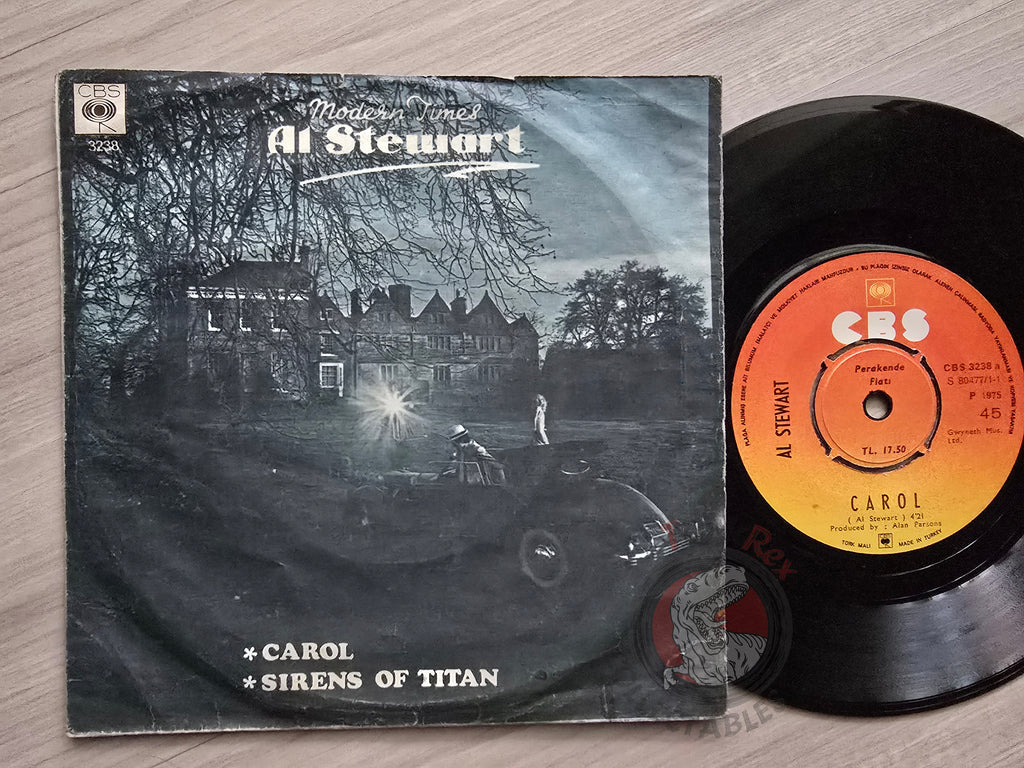 CBS
3238
Modern Times
Al Stewart
*CAROL
*SIRENS OF TITAN
CBS
Perakende
Fiatı
TL. 17.50
CBS 3238 a
S 80477/1-1
P 1975
45
Gwyneth Mus.
Ltd.
AL STEWART
CAROL
( Al Stewart ) 4'21
Produced by : Alan Parsons
TÜRK MALI
MADE IN TURKEY
Rex